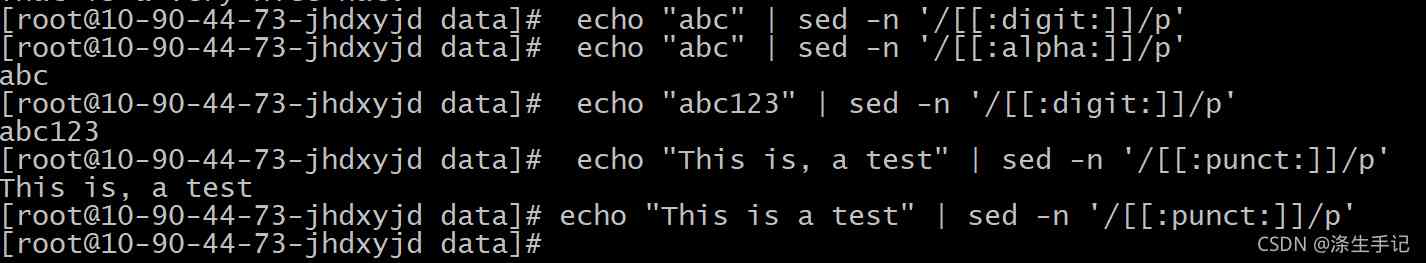 [root@10-90-44-73-jhdxyjd data]#  echo "abc" | sed -n '/[[:digit:]]/p'
[root@10-90-44-73-jhdxyjd data]#  echo "abc" | sed -n '/[[:alpha:]]/p'
abc
[root@10-90-44-73-jhdxyjd data]#  echo "abc123" | sed -n '/[[:digit:]]/p'
abc123
[root@10-90-44-73-jhdxyjd data]#  echo "This is, a test" | sed -n '/[[:punct:]]/p'
This is, a test
[root@10-90-44-73-jhdxyjd data]# echo "This is a test" | sed -n '/[[:punct:]]/p'
[root@10-90-44-73-jhdxyjd data]#
CSDN @涤生手记